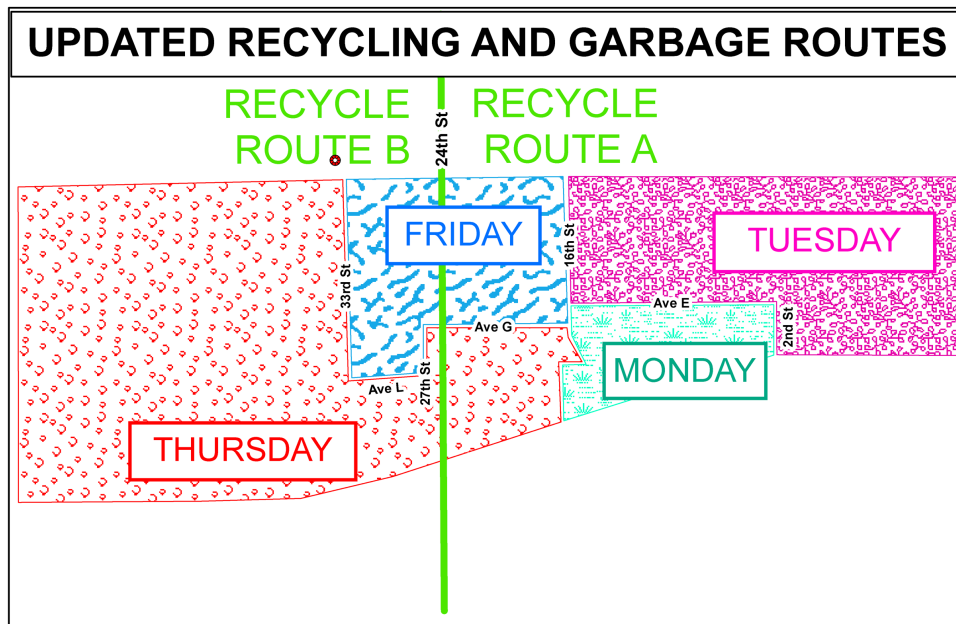 UPDATED RECYCLING AND GARBAGE ROUTES
RECYCLE
ROUTE B
24th St
RECYCLE
ROUTE A
FRIDAY
TUESDAY
33rd St
16th St
Ave E
2nd St
Ave G
27th St
Ave L
MONDAY
THURSDAY